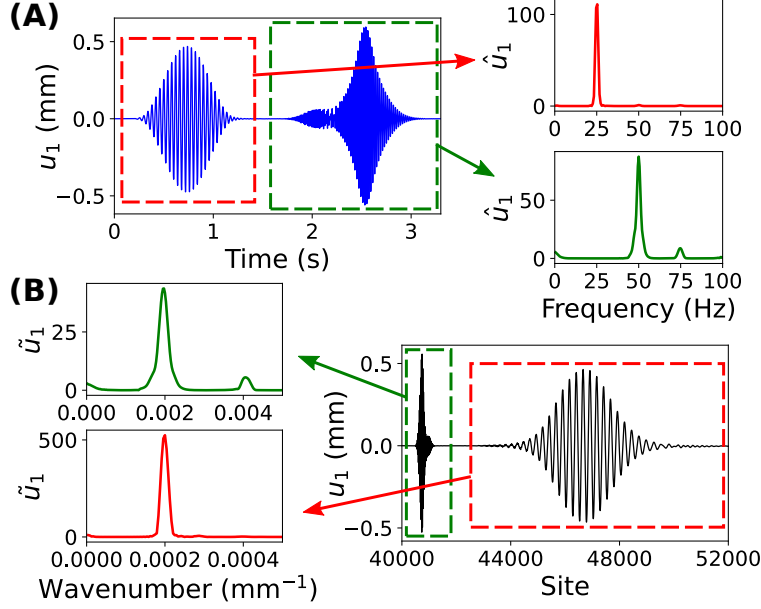 (A)
0.5
0.0
−0.5
u₁ (mm)
0 1 2 3
Time (s)
100
0
û₁
0 25 50 75 100
50
0
û₁
0 25 50 75 100
Frequency (Hz)
(B)
25
0
ũ₁
0.000 0.002 0.004
500
0
ũ₁
0.0000 0.0002 0.0004
Wavenumber (mm⁻¹)
0.5
0.0
−0.5
u₁ (mm)
40000 44000 48000 52000
Site